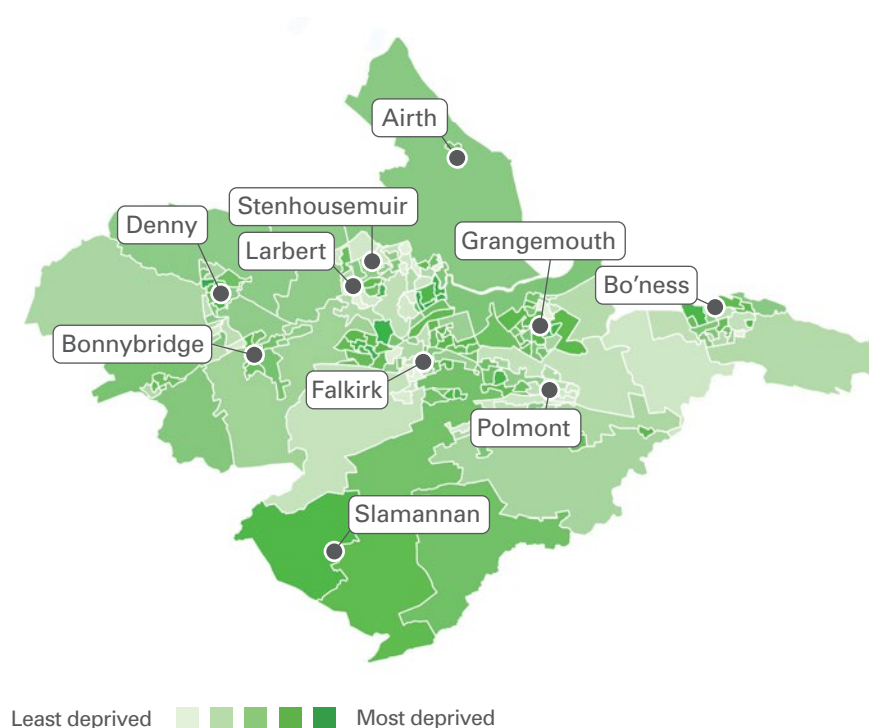 Airth
Stenhousemuir
Denny
Larbert
Grangemouth
Bo'ness
Bonnybridge
Falkirk
Polmont
Slamannan
Least deprived Most deprived